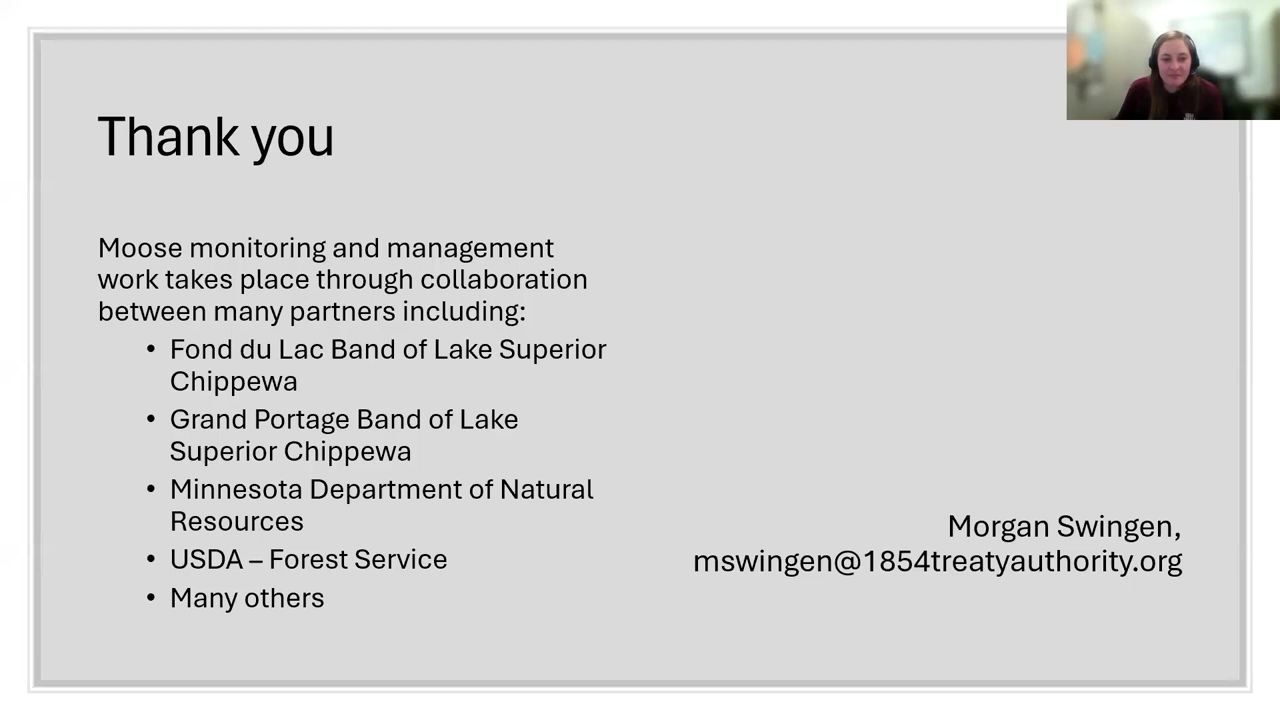 Thank you
Moose monitoring and management
work takes place through collaboration
between many partners including:
• Fond du Lac Band of Lake Superior
Chippewa
• Grand Portage Band of Lake
Superior Chippewa
• Minnesota Department of Natural
Resources
• USDA – Forest Service
• Many others
Morgan Swingen,
mswingen@1854treatyauthority.org